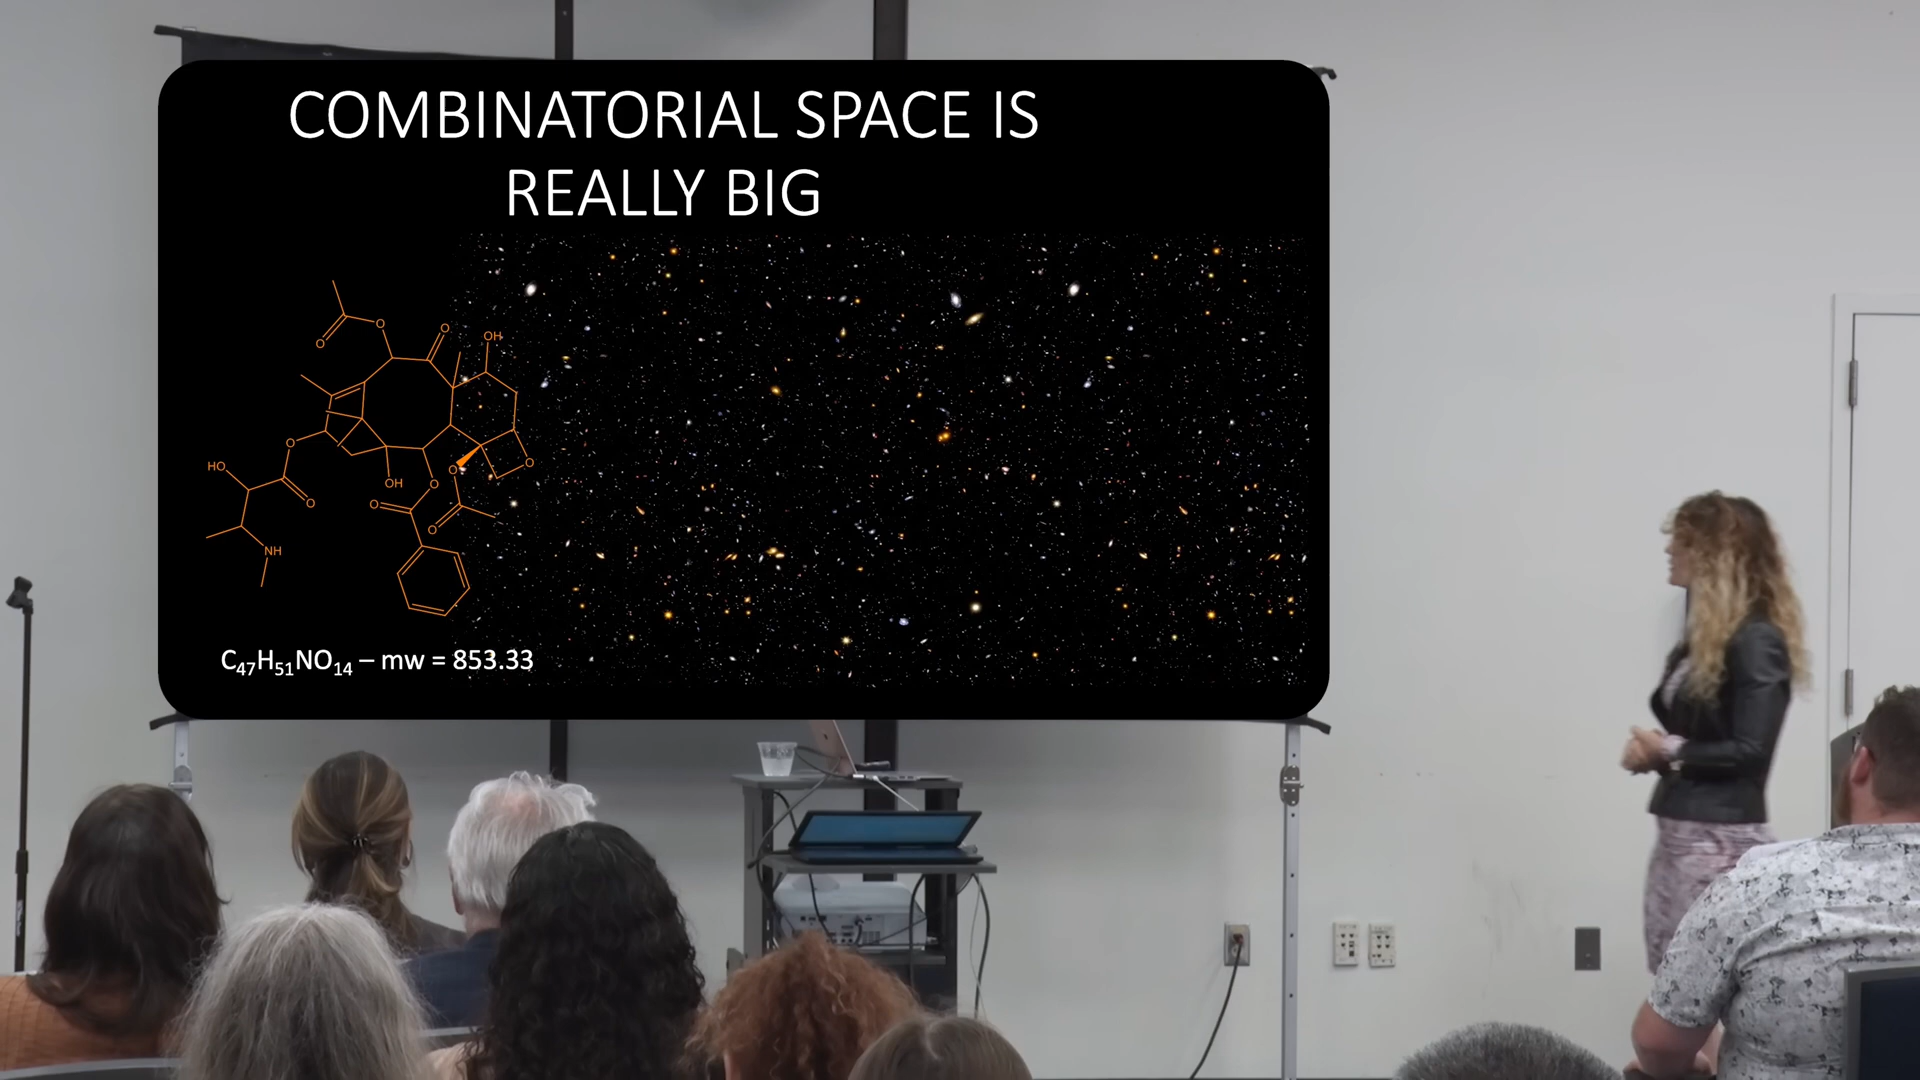 COMBINATORIAL SPACE IS
REALLY BIG
O
O
O
OH
O
HO
O
OH
O
O
O
O
O
NH
C₄₇H₅₁NO₁₄ – mw = 853.33